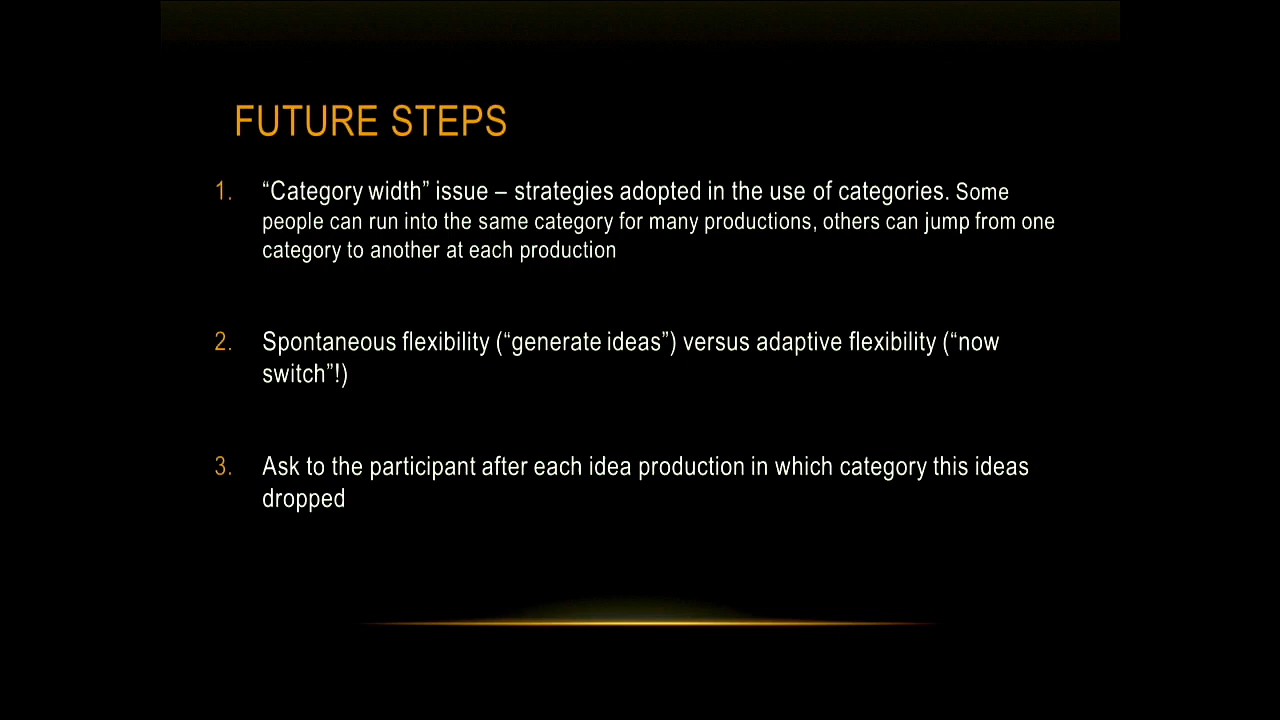 FUTURE STEPS
1. “Category width” issue – strategies adopted in the use of categories. Some
people can run into the same category for many productions, others can jump from one
category to another at each production
2. Spontaneous flexibility (“generate ideas”) versus adaptive flexibility (“now
switch”!)
3. Ask to the participant after each idea production in which category this ideas
dropped